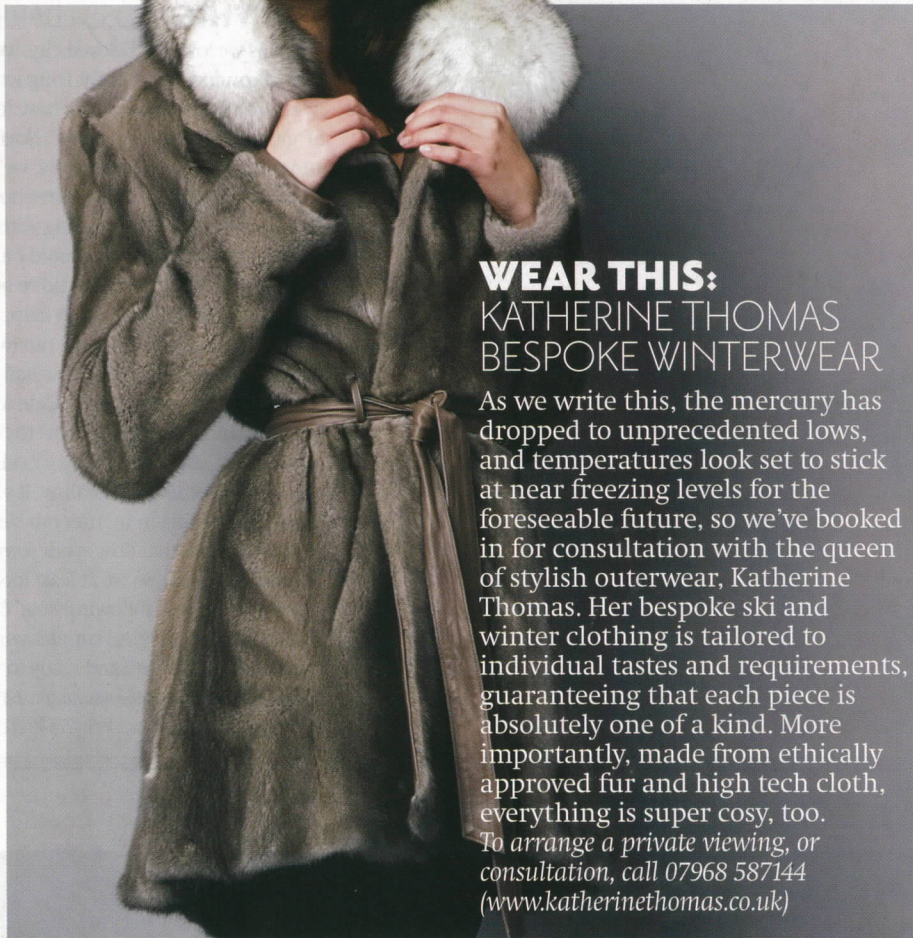 WEAR THIS:
KATHERINE THOMAS
BESPOKE WINTERWEAR
As we write this, the mercury has
dropped to unprecedented lows,
and temperatures look set to stick
at near freezing levels for the
foreseeable future, so we've booked
in for consultation with the queen
of stylish outerwear, Katherine
Thomas. Her bespoke ski and
winter clothing is tailored to
individual tastes and requirements,
guaranteeing that each piece is
absolutely one of a kind. More
importantly, made from ethically
approved fur and high tech cloth,
everything is super cosy, too.
To arrange a private viewing, or
consultation, call 07968 587144
(www.katherinethomas.co.uk)